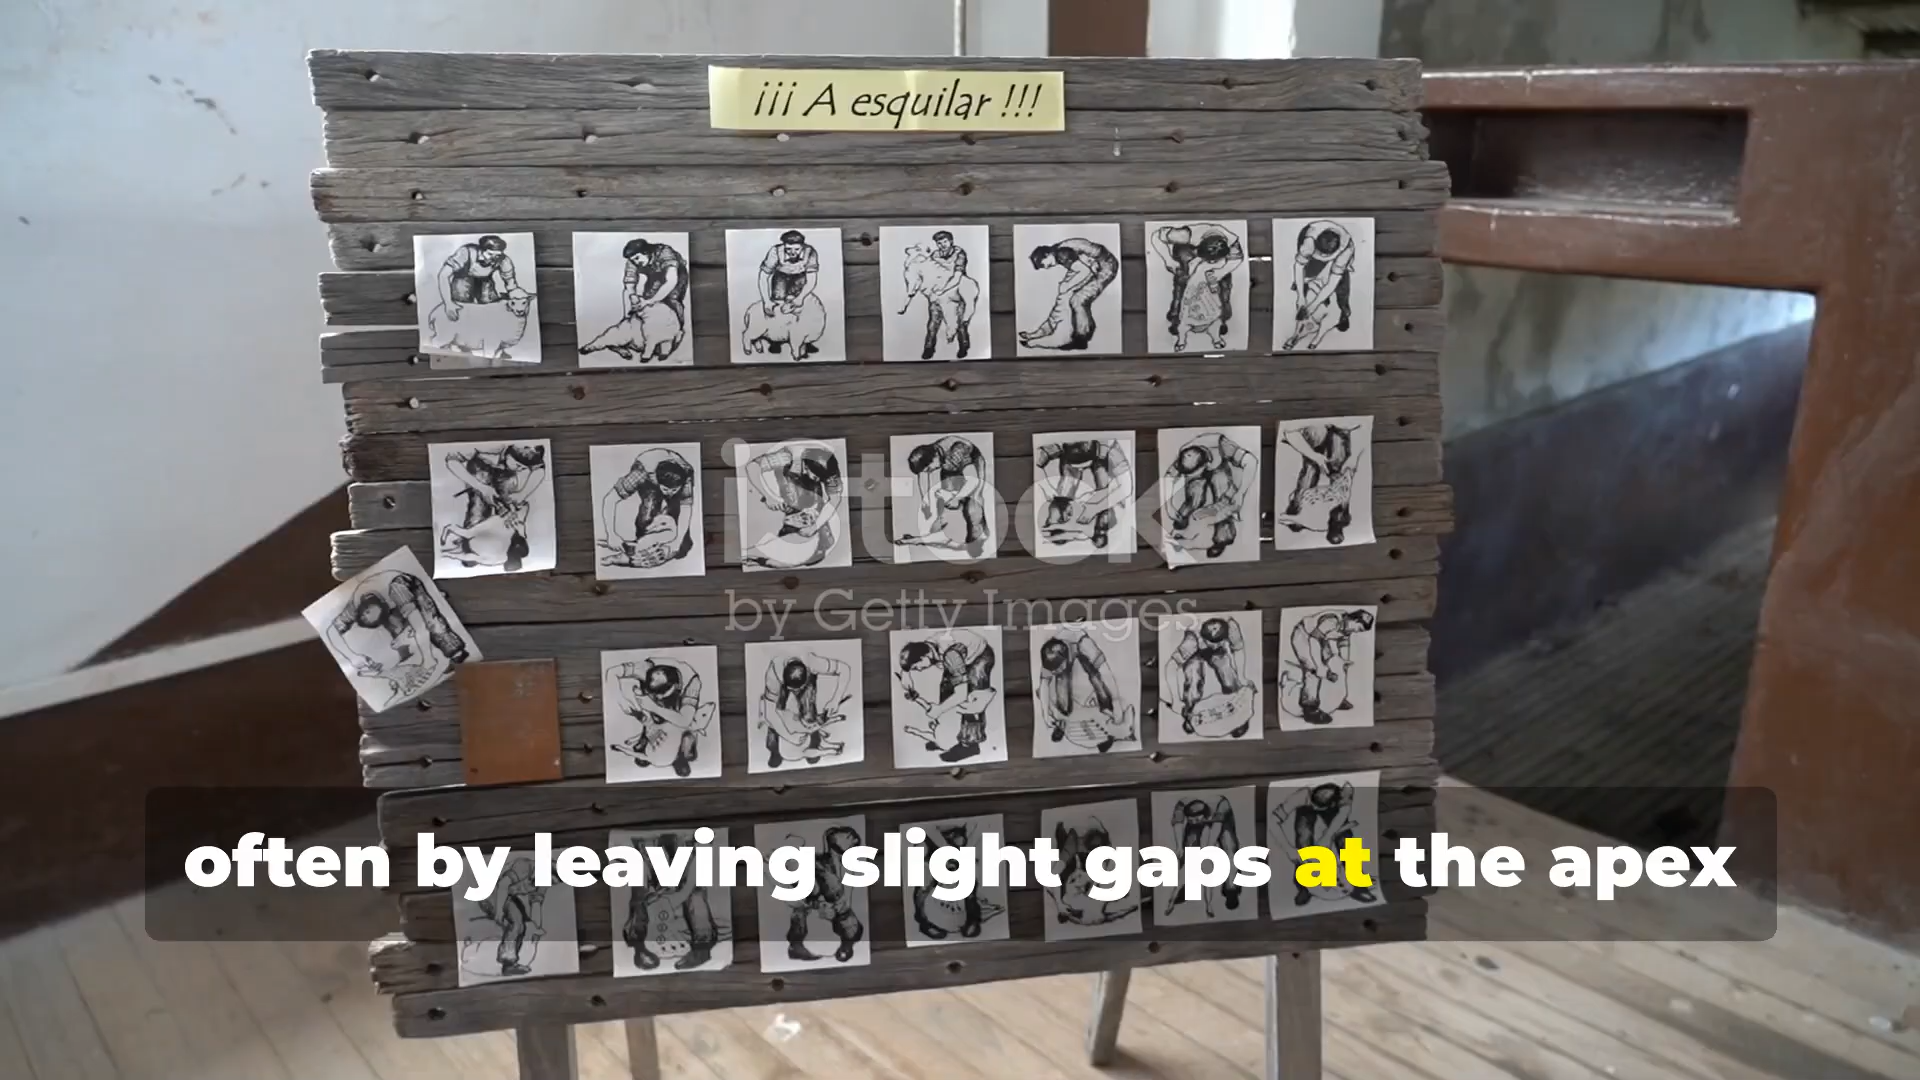 ¡¡¡ A esquilar !!!
iStock
by Getty Images
often by leaving slight gaps at the apex